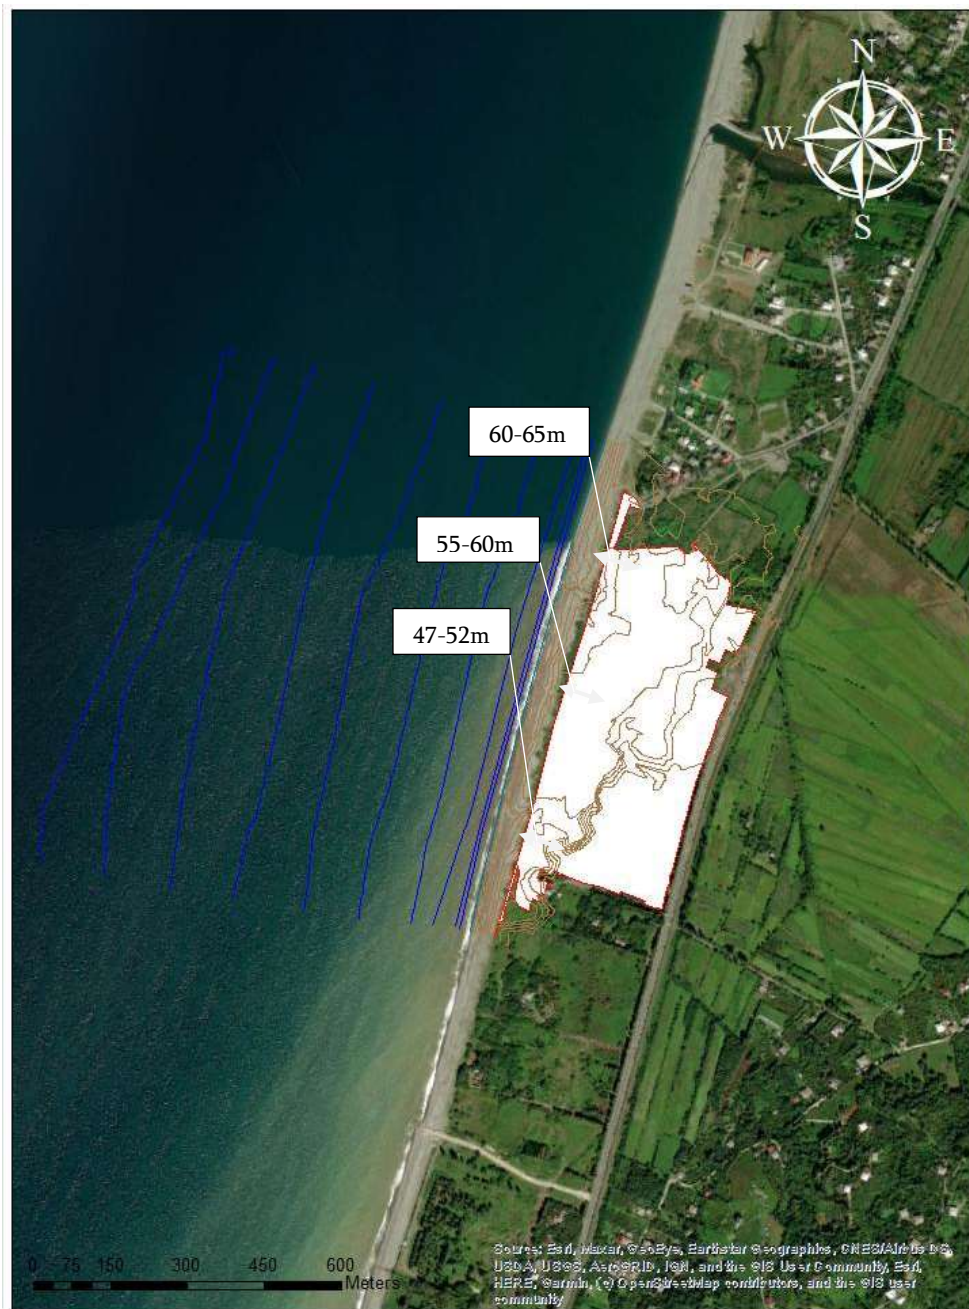 N
W
E
S
60-65m
55-60m
47-52m
0 75 150 300 450 600
Meters
Source: Esri, Maxar, GeoEye, Earthstar Geographics, CNES/Airbus DS,
USDA, USGS, AeroGRID, IGN, and the GIS User Community, Esri,
HERE, Garmin, (c) OpenStreetMap contributors, and the GIS user
community